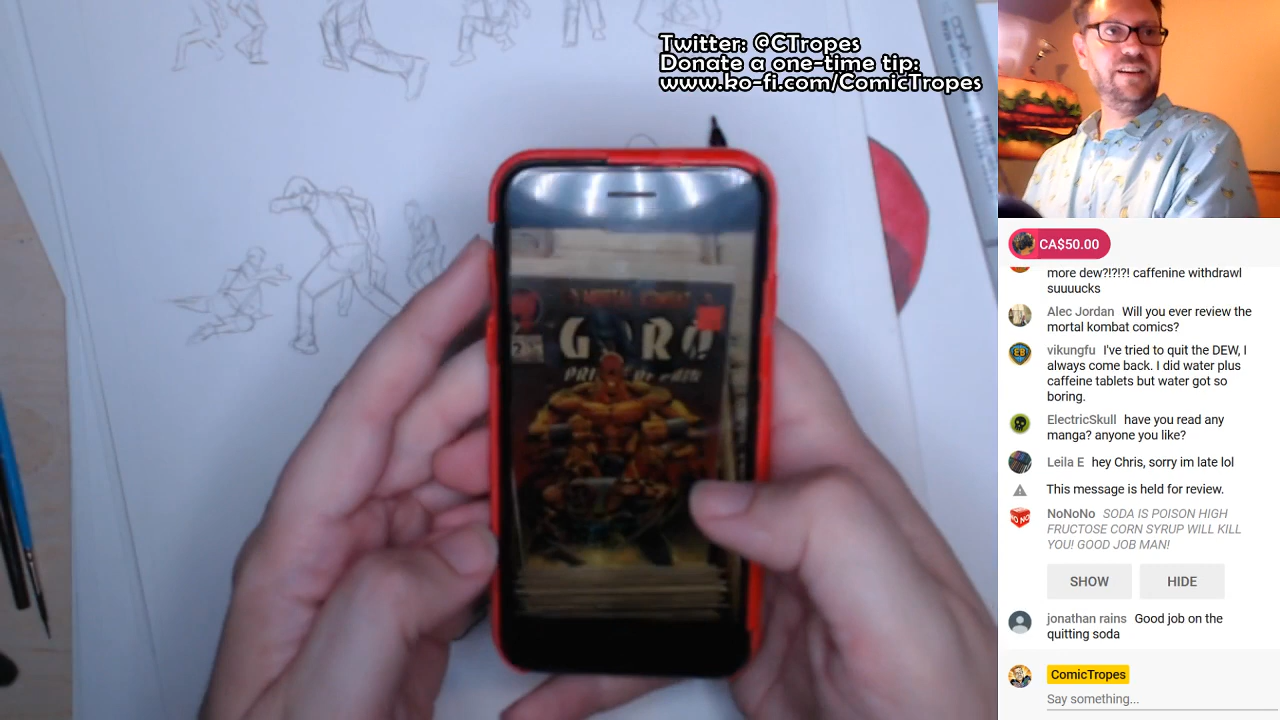 Twitter: @CTropes
Donate a one-time tip:
www.ko-fi.com/ComicTropes
MORTAL KOMBAT
GORO
CA$50.00
more dew?!?!?! caffenine withdrawl
suuuucks
Alec Jordan Will you ever review the
mortal kombat comics?
vikungfu I've tried to quit the DEW, I
always come back. I did water plus
caffeine tablets but water got so
boring.
ElectricSkull have you read any
manga? anyone you like?
Leila E hey Chris, sorry im late lol
This message is held for review.
NoNoNo SODA IS POISON HIGH
FRUCTOSE CORN SYRUP WILL KILL
YOU! GOOD JOB MAN!
SHOW HIDE
jonathan rains Good job on the
quitting soda
ComicTropes
Say something...